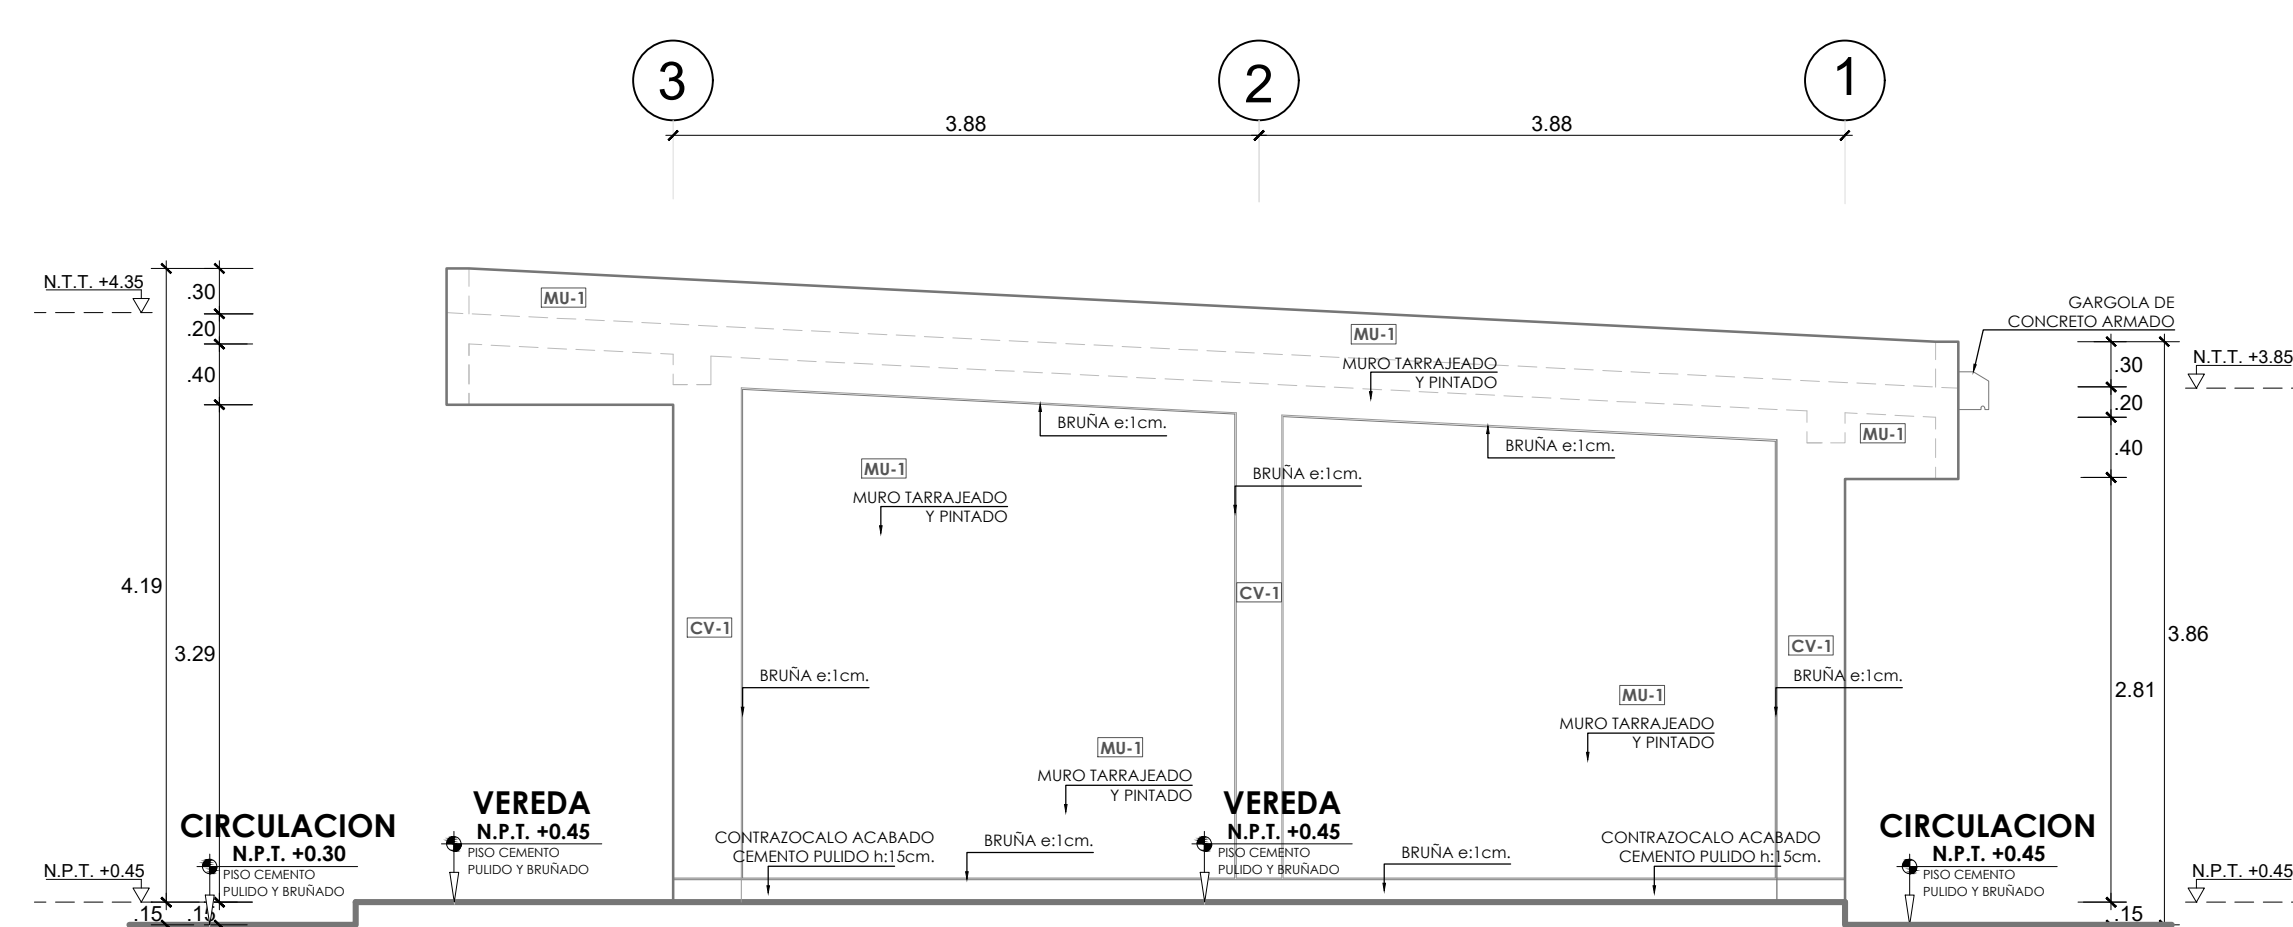 3
2
1
3.88
3.88
N.T.T. +4.35
.30
.20
.40
4.19
3.29
N.P.T. +0.45
.15
.15
MU-1
MU-1
MURO TARRAJEADO
Y PINTADO
GARGOLA DE
CONCRETO ARMADO
N.T.T. +3.85
.30
.20
.40
MU-1
BRUÑA e:1cm.
BRUÑA e:1cm.
MU-1
MURO TARRAJEADO
Y PINTADO
BRUÑA e:1cm.
CV-1
CV-1
CV-1
3.86
2.81
BRUÑA e:1cm.
BRUÑA e:1cm.
MU-1
MURO TARRAJEADO
Y PINTADO
MU-1
MURO TARRAJEADO
Y PINTADO
CIRCULACION
N.P.T. +0.30
PISO CEMENTO
PULIDO Y BRUÑADO
VEREDA
N.P.T. +0.45
PISO CEMENTO
PULIDO Y BRUÑADO
CONTRAZOCALO ACABADO
CEMENTO PULIDO h:15cm.
BRUÑA e:1cm.
VEREDA
N.P.T. +0.45
PISO CEMENTO
PULIDO Y BRUÑADO
BRUÑA e:1cm.
CONTRAZOCALO ACABADO
CEMENTO PULIDO h:15cm.
CIRCULACION
N.P.T. +0.45
PISO CEMENTO
PULIDO Y BRUÑADO
N.P.T. +0.45
.15